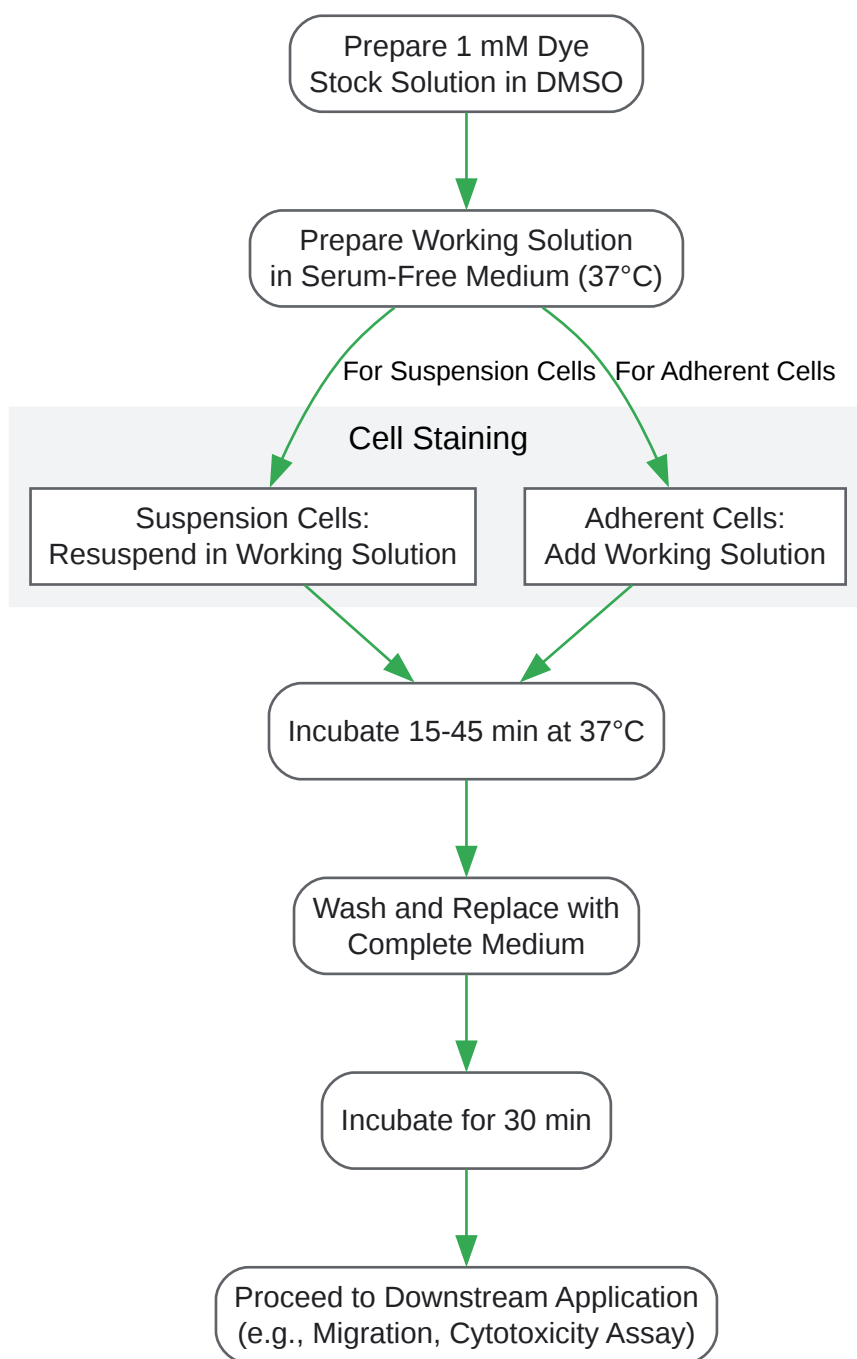 Prepare 1 mM Dye
Stock Solution in DMSO
Prepare Working Solution
in Serum-Free Medium (37°C)
For Suspension Cells
For Adherent Cells
Cell Staining
Suspension Cells:
Resuspend in Working Solution
Adherent Cells:
Add Working Solution
Incubate 15-45 min at 37°C
Wash and Replace with
Complete Medium
Incubate for 30 min
Proceed to Downstream Application
(e.g., Migration, Cytotoxicity Assay)